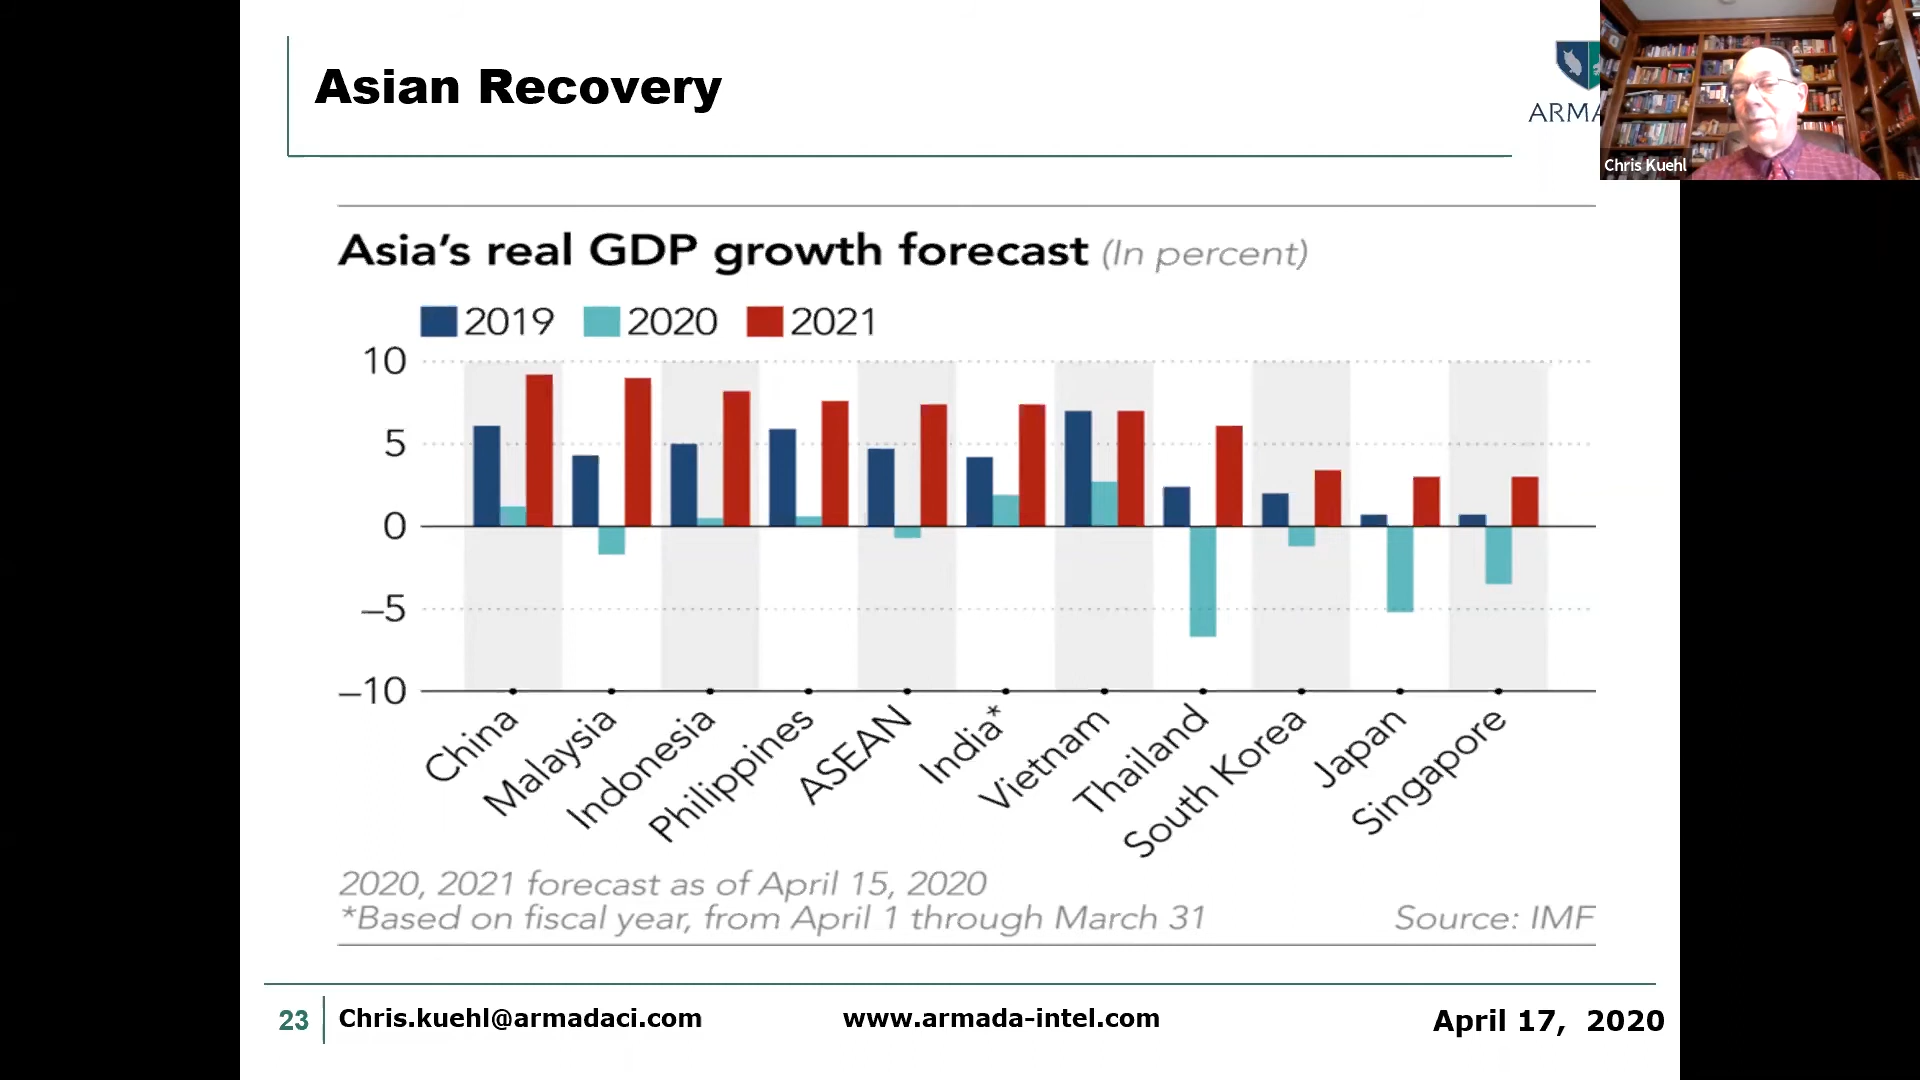 Asian Recovery
ARMA
Chris Kuehl
Asia's real GDP growth forecast (In percent)
2019 2020 2021
10
5
0
–5
–10
China Malaysia Indonesia Philippines ASEAN India* Vietnam Thailand South Korea Japan Singapore
2020, 2021 forecast as of April 15, 2020
*Based on fiscal year, from April 1 through March 31 Source: IMF
23 Chris.kuehl@armadaci.com www.armada-intel.com April 17, 2020